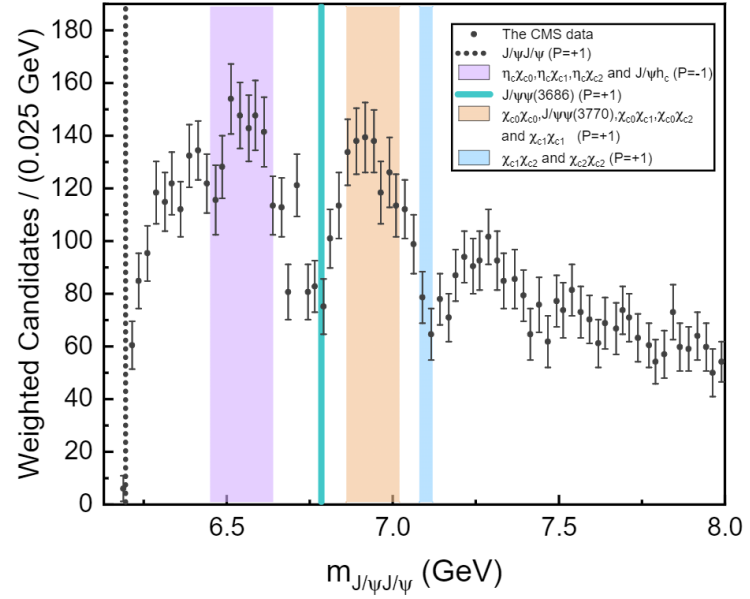 180
160
140
120
100
80
60
40
20
0
Weighted Candidates / (0.025 GeV)
The CMS data
J/ψJ/ψ (P=+1)
η_cχ_c0,η_cχ_c1,η_cχ_c2 and J/ψh_c (P=-1)
J/ψψ(3686) (P=+1)
χ_c0χ_c0,J/ψψ(3770),χ_c0χ_c1,χ_c0χ_c2
and χ_c1χ_c1 (P=+1)
χ_c1χ_c2 and χ_c2χ_c2 (P=+1)
6.5 7.0 7.5 8.0
m_J/ψJ/ψ (GeV)